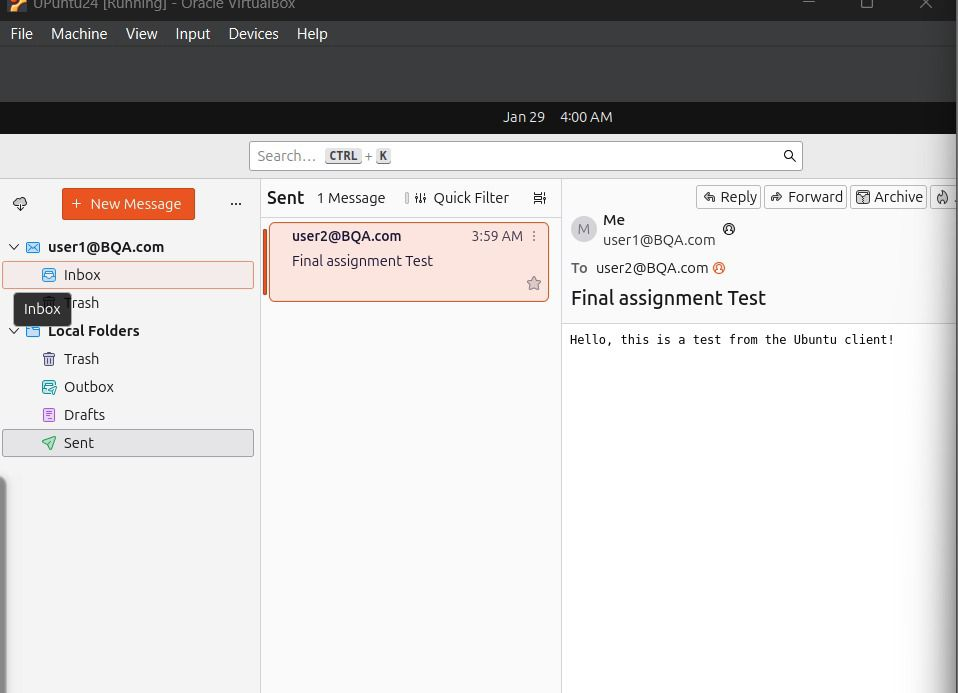 UPuntu24 [Running] - Oracle VirtualBox
File Machine View Input Devices Help
Jan 29 4:00 AM
Search... CTRL + K
+ New Message
user1@BQA.com
Inbox
Trash
Inbox
Local Folders
Trash
Outbox
Drafts
Sent
Sent 1 Message Quick Filter
user2@BQA.com 3:59 AM
Final assignment Test
Reply Forward Archive
M Me
user1@BQA.com
To user2@BQA.com
Final assignment Test
Hello, this is a test from the Ubuntu client!